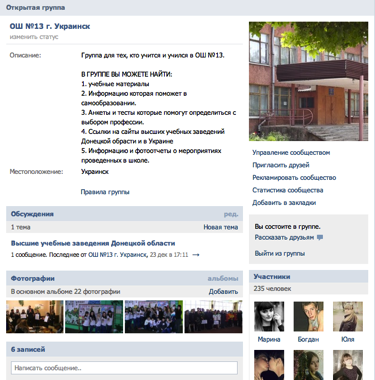 Открытая группа
ОШ №13 г. Украинск
изменить статус
Описание:
Группа для тех, кто учится и учился в ОШ №13.
В ГРУППЕ ВЫ МОЖЕТЕ НАЙТИ:
1. учебные материалы
2. Информацию которая поможет в
самообразовании.
3. Анкеты и тесты которые помогут определиться с
выбором профессии.
4. Ссылки на сайты высших учебных заведений
Донецкой орасти и в Украине
5. Информацию и фотоотчеты о мероприятиях
проведенных в школе.
Местоположение: Украинск
Правила группы
Обсуждения ред.
1 тема Новая тема
Высшие учебные заведения Донецкой области
1 сообщение. Последнее от ОШ №13 г. Украинск, 23 дек в 17:11 →
Фотографии альбомы
В основном альбоме 22 фотографии Добавить
6 записей
Написать сообщение..
Управление сообществом
Пригласить друзей
Рекламировать сообщество
Статистика сообщества
Добавить в закладки
Вы состоите в группе.
Рассказать друзьям
Выйти из группы
Участники
235 человек
Марина Богдан Юля